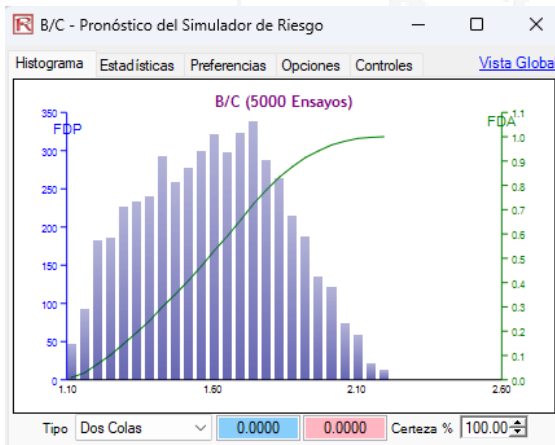 B/C - Pronóstico del Simulador de Riesgo
Histograma Estadísticas Preferencias Opciones Controles Vista Global
B/C (5000 Ensayos)
FDP FDA
350 300 250 200 150 100 50 0
1.1 1.0 0.9 0.8 0.7 0.6 0.5 0.4 0.3 0.2 0.1 0.0
1.10 1.60 2.10 2.60
Tipo Dos Colas 0.0000 0.0000 Certeza % 100.00